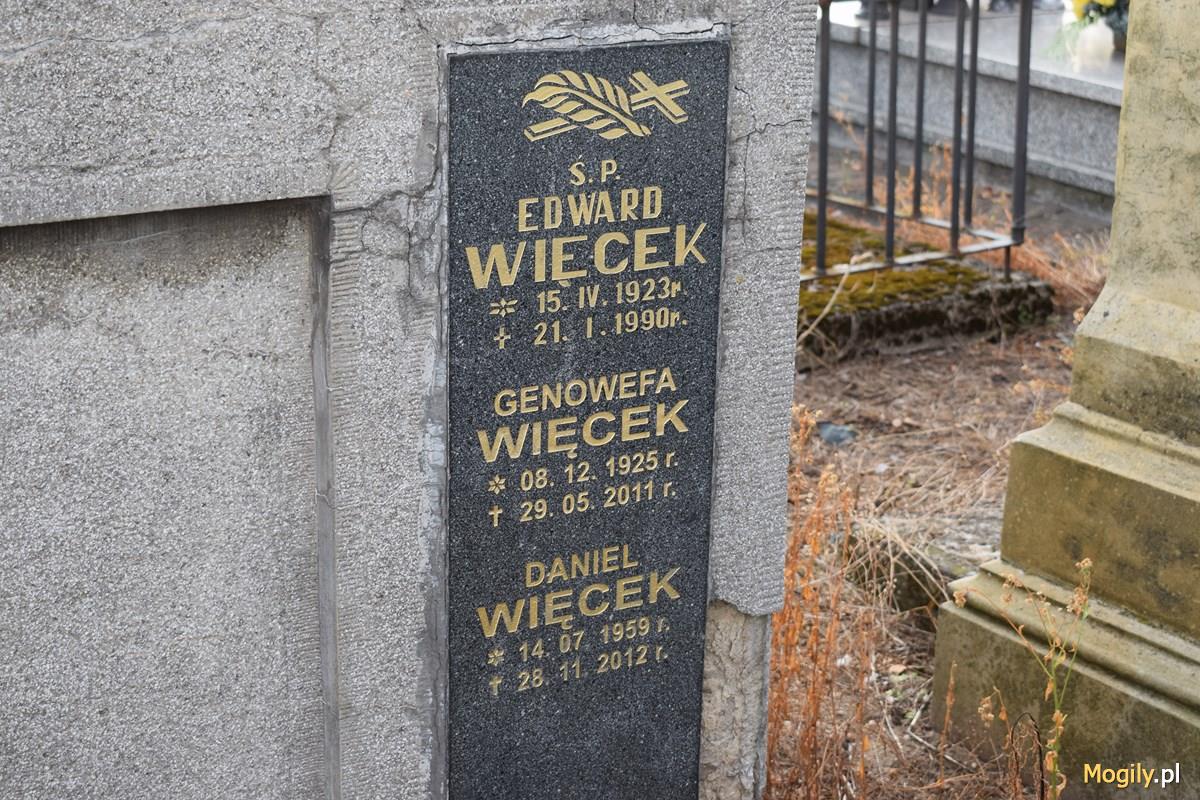 Ś.P.
EDWARD
WIĘCEK
15. IV. 1923r.
21. I. 1990r.
GENOWEFA
WIĘCEK
08. 12. 1925 r.
† 29. 05. 2011 r.
DANIEL
WIĘCEK
14. 07 1959 r.
† 28. 11. 2012 r.
Mogily.pl